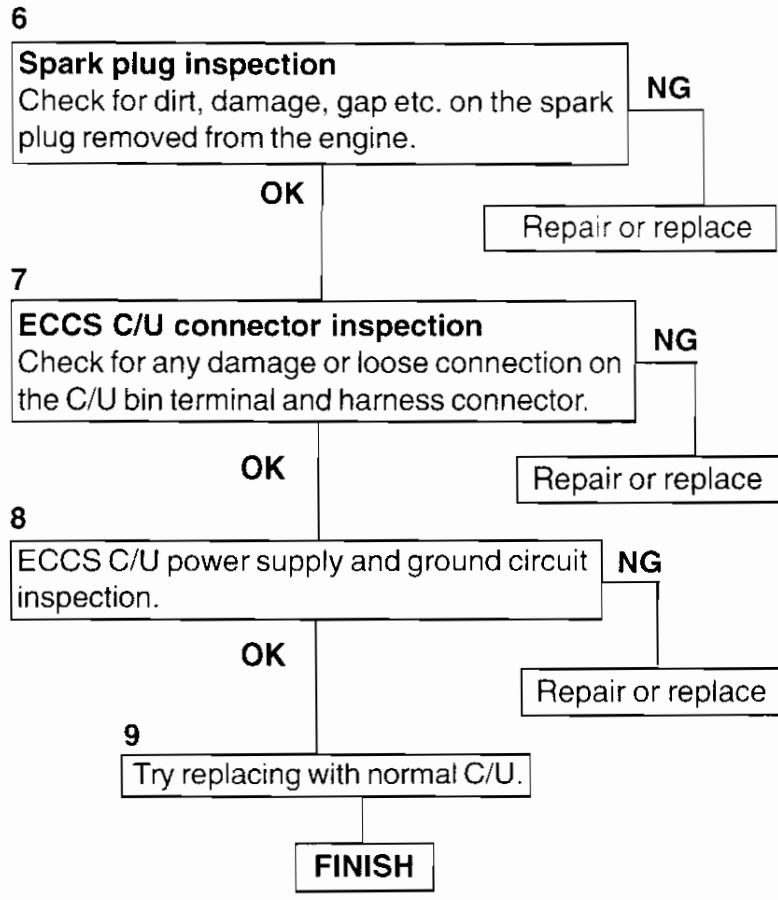 6
Spark plug inspection
Check for dirt, damage, gap etc. on the spark
plug removed from the engine.
NG
OK
Repair or replace
7
ECCS C/U connector inspection
Check for any damage or loose connection on
the C/U bin terminal and harness connector.
NG
OK
Repair or replace
8
ECCS C/U power supply and ground circuit
inspection.
NG
OK
Repair or replace
9
Try replacing with normal C/U.
FINISH